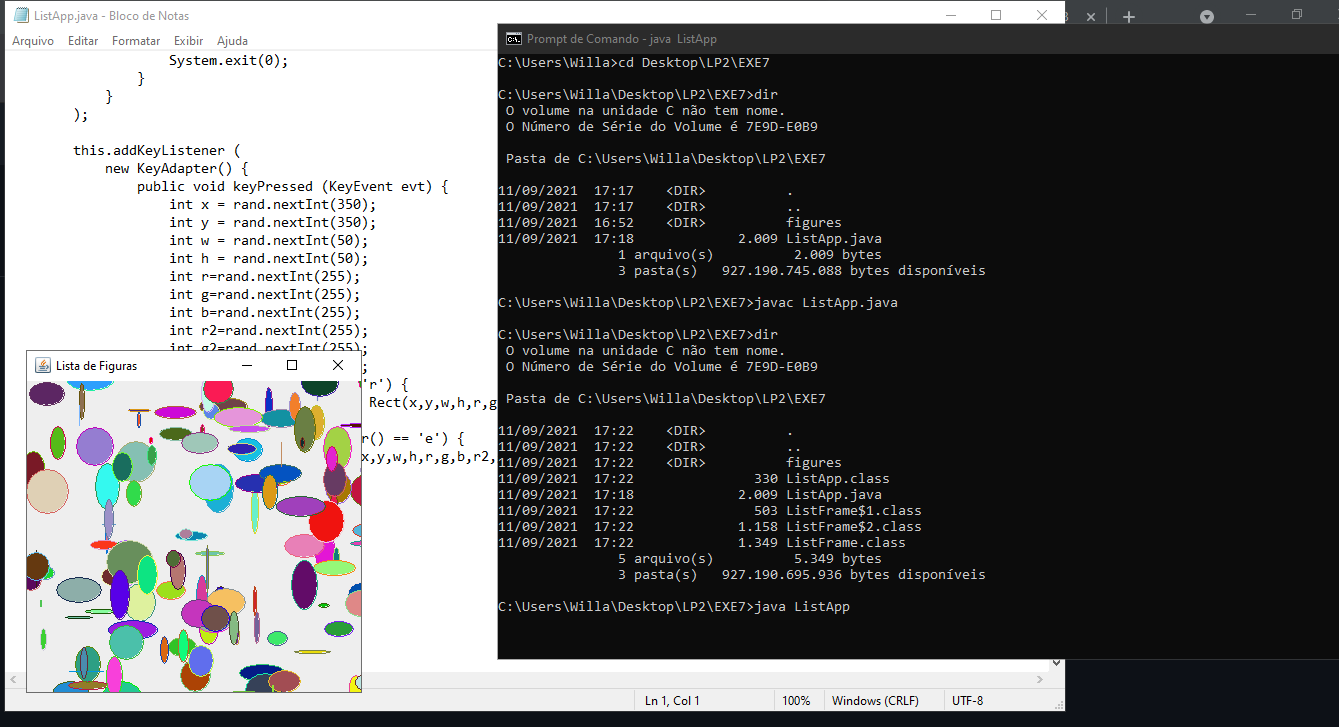 ListApp.java - Bloco de Notas
Arquivo Editar Formatar Exibir Ajuda
System.exit(0);
}
}
);
this.addKeyListener (
new KeyAdapter() {
public void keyPressed (KeyEvent evt) {
int x = rand.nextInt(350);
int y = rand.nextInt(350);
int w = rand.nextInt(50);
int h = rand.nextInt(50);
int r=rand.nextInt(255);
int g=rand.nextInt(255);
int b=rand.nextInt(255);
int r2=rand.nextInt(255);
int g2=rand.nextInt(255);
;
'r') {
Rect(x,y,w,h,r,g
r() == 'e') {
x,y,w,h,r,g,b,r2,
Lista de Figuras
Ln 1, Col 1 100% Windows (CRLF) UTF-8
Prompt de Comando - java ListApp
C:\Users\Willa>cd Desktop\LP2\EXE7
C:\Users\Willa\Desktop\LP2\EXE7>dir
O volume na unidade C não tem nome.
O Número de Série do Volume é 7E9D-E0B9
Pasta de C:\Users\Willa\Desktop\LP2\EXE7
11/09/2021 17:17 <DIR> .
11/09/2021 17:17 <DIR> ..
11/09/2021 16:52 <DIR> figures
11/09/2021 17:18 2.009 ListApp.java
1 arquivo(s) 2.009 bytes
3 pasta(s) 927.190.745.088 bytes disponíveis
C:\Users\Willa\Desktop\LP2\EXE7>javac ListApp.java
C:\Users\Willa\Desktop\LP2\EXE7>dir
O volume na unidade C não tem nome.
O Número de Série do Volume é 7E9D-E0B9
Pasta de C:\Users\Willa\Desktop\LP2\EXE7
11/09/2021 17:22 <DIR> .
11/09/2021 17:22 <DIR> ..
11/09/2021 17:22 <DIR> figures
11/09/2021 17:22 330 ListApp.class
11/09/2021 17:18 2.009 ListApp.java
11/09/2021 17:22 503 ListFrame$1.class
11/09/2021 17:22 1.158 ListFrame$2.class
11/09/2021 17:22 1.349 ListFrame.class
5 arquivo(s) 5.349 bytes
3 pasta(s) 927.190.695.936 bytes disponíveis
C:\Users\Willa\Desktop\LP2\EXE7>java ListApp